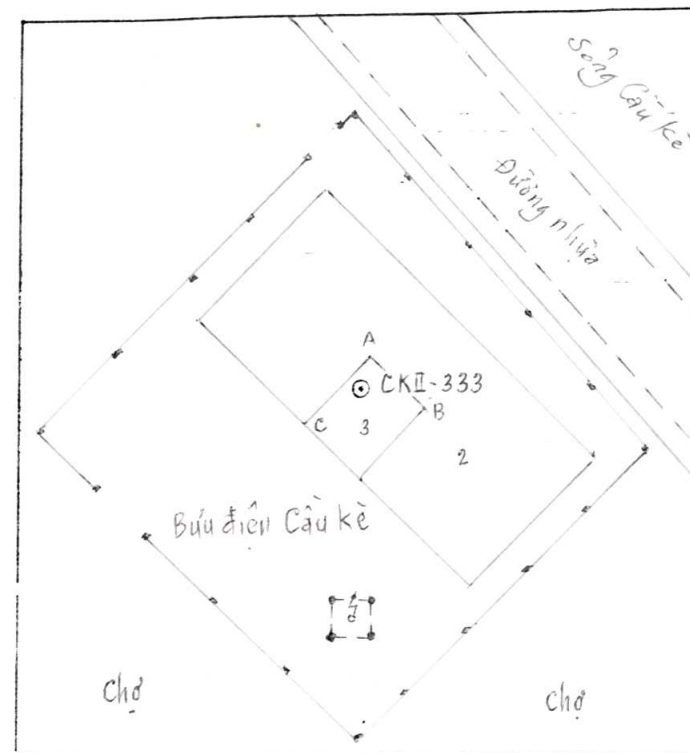 Sông Cầu kè
Đường nhựa
A
CKII-333
B
C
3
2
Bưu điện Cầu kè
Chợ
chợ